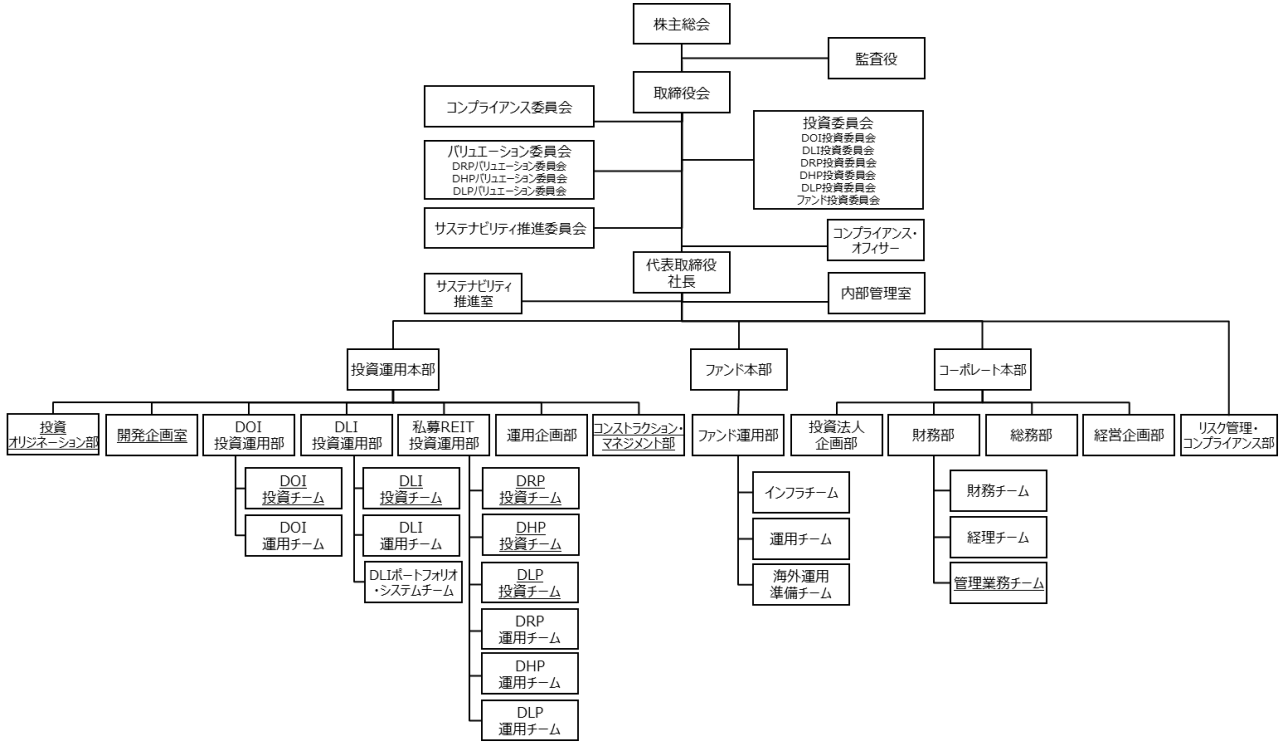 株主総会
監査役
取締役会
コンプライアンス委員会
投資委員会
DOI投資委員会
DLI投資委員会
DRP投資委員会
DHP投資委員会
DLP投資委員会
ファンド投資委員会
バリュエーション委員会
DRPバリュエーション委員会
DHPバリュエーション委員会
DLPバリュエーション委員会
サステナビリティ推進委員会
コンプライアンス・
オフィサー
代表取締役
社長
サステナビリティ
推進室
内部管理室
投資運用本部
ファンド本部
コーポレート本部
投資
オリジネーション部
開発企画室
DOI
投資運用部
DLI
投資運用部
私募REIT
投資運用部
運用企画部
コンストラクション・
マネジメント部
ファンド運用部
投資法人
企画部
財務部
総務部
経営企画部
リスク管理・
コンプライアンス部
DOI
投資チーム
DOI
運用チーム
DLI
投資チーム
DLI
運用チーム
DLIポートフォリオ
・システムチーム
DRP
投資チーム
DHP
投資チーム
DLP
投資チーム
DRP
運用チーム
DHP
運用チーム
DLP
運用チーム
インフラチーム
運用チーム
海外運用
準備チーム
財務チーム
経理チーム
管理業務チーム